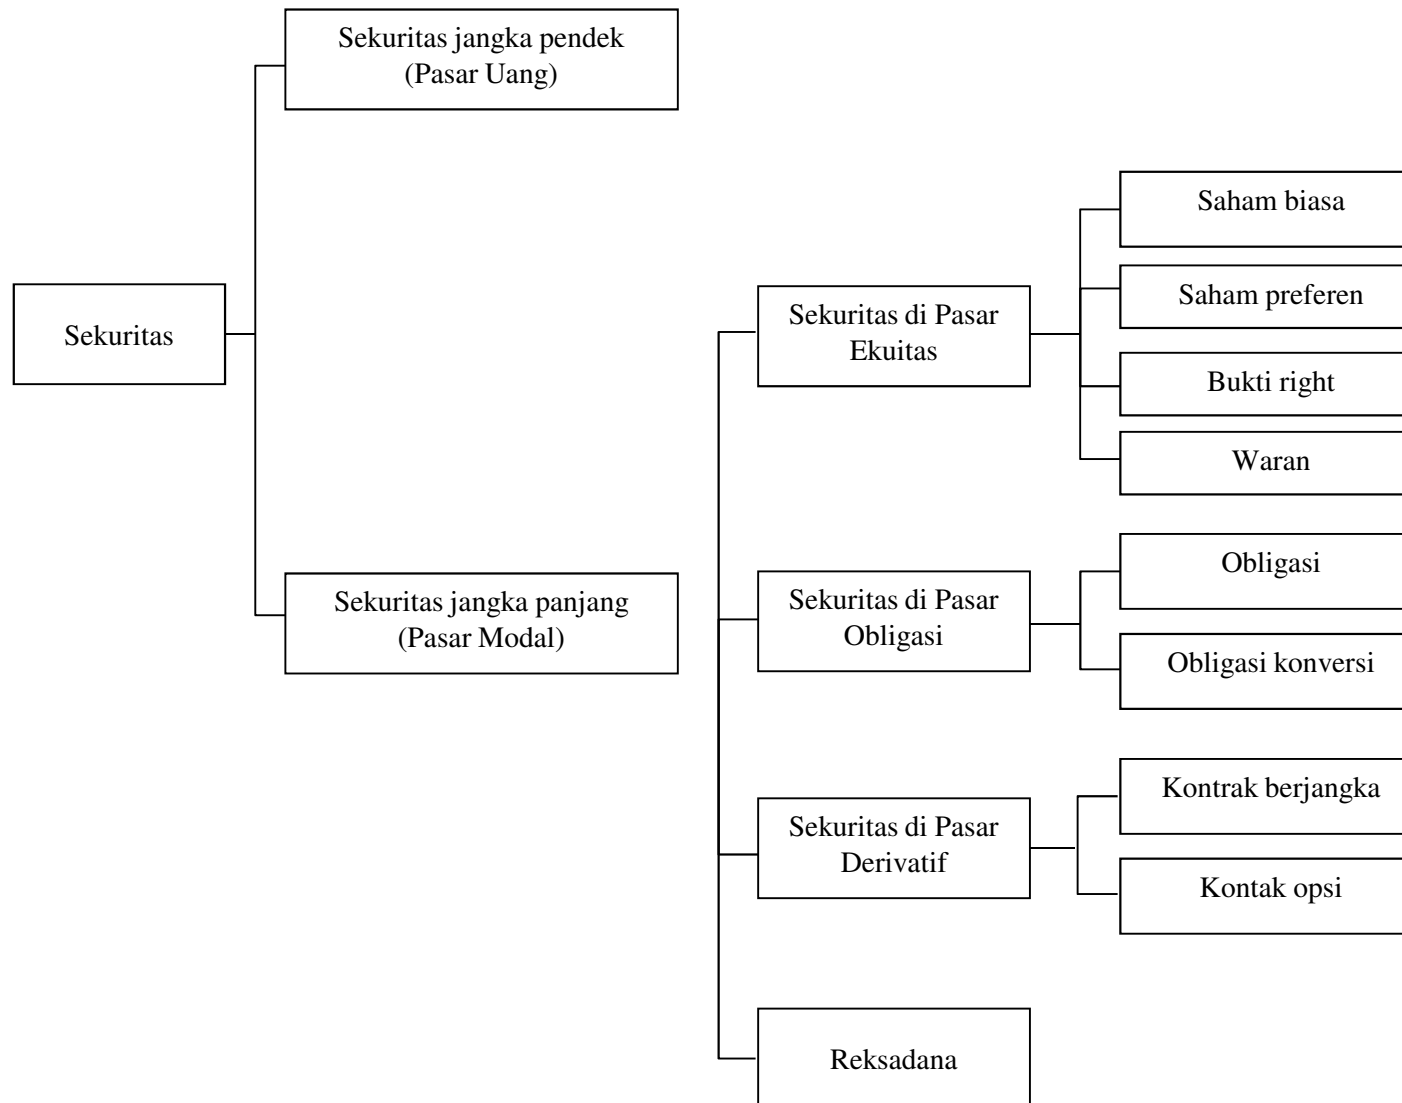 Sekuritas jangka pendek
(Pasar Uang)
Saham biasa
Saham preferen
Sekuritas di Pasar
Ekuitas
Sekuritas
Bukti right
Waran
Obligasi
Sekuritas jangka panjang
(Pasar Modal)
Sekuritas di Pasar
Obligasi
Obligasi konversi
Kontrak berjangka
Sekuritas di Pasar
Derivatif
Kontak opsi
Reksadana